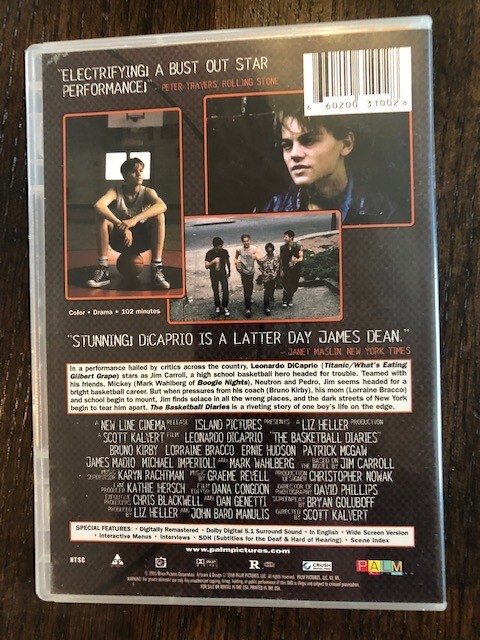 "ELECTRIFYING! A BUST OUT STAR
PERFORMANCE!" - PETER TRAVERS, ROLLING STONE
6 60200 31002
Color • Drama • 102 minutes
"STUNNING! DiCAPRIO IS A LATTER DAY JAMES DEAN."
- JANET MASLIN, NEW YORK TIMES
In a performance hailed by critics across the country, Leonardo DiCaprio (Titanic/What's Eating
Gilbert Grape) stars as Jim Carroll, a high school basketball hero headed for trouble. Teamed with
his friends, Mickey (Mark Wahlberg of Boogie Nights), Neutron and Pedro, Jim seems headed for a
bright basketball career. But when pressures from his coach (Bruno Kirby), his mom (Lorraine Bracco)
and school begin to mount, Jim finds solace in all the wrong places, and the dark streets of New York
begin to tear him apart. The Basketball Diaries is a riveting story of one boy's life on the edge.
A NEW LINE CINEMA RELEASE ISLAND PICTURES PRESENTS A LIZ HELLER PRODUCTION
A SCOTT KALVERT FILM LEONARDO DiCAPRIO "THE BASKETBALL DIARIES"
BRUNO KIRBY LORRAINE BRACCO ERNIE HUDSON PATRICK McGAW
JAMES MADIO MICHAEL IMPERIOLI AND MARK WAHLBERG BASED ON THE NOVEL BY JIM CARROLL
MUSIC SUPERVISOR KARYN RACHTMAN MUSIC BY GRAEME REVELL PRODUCTION DESIGNER CHRISTOPHER NOWAK
LINE PRODUCER KATHIE HERSCH FILM EDITOR DANA CONGDON DIRECTOR OF PHOTOGRAPHY DAVID PHILLIPS
EXECUTIVE PRODUCERS CHRIS BLACKWELL AND DAN GENETTI SCREENPLAY BY BRYAN GOLUBOFF
PRODUCED BY LIZ HELLER AND JOHN BARD MANULIS DIRECTED BY SCOTT KALVERT
SPECIAL FEATURES: • Digitally Remastered • Dolby Digital 5.1 Surround Sound • In English • Wide Screen Version
• Interactive Menus • Interviews • SDH (Subtitles for the Deaf & Hard of Hearing) • Scene Index
www.palmpictures.com
NTSC
R
CRUSH
PALM